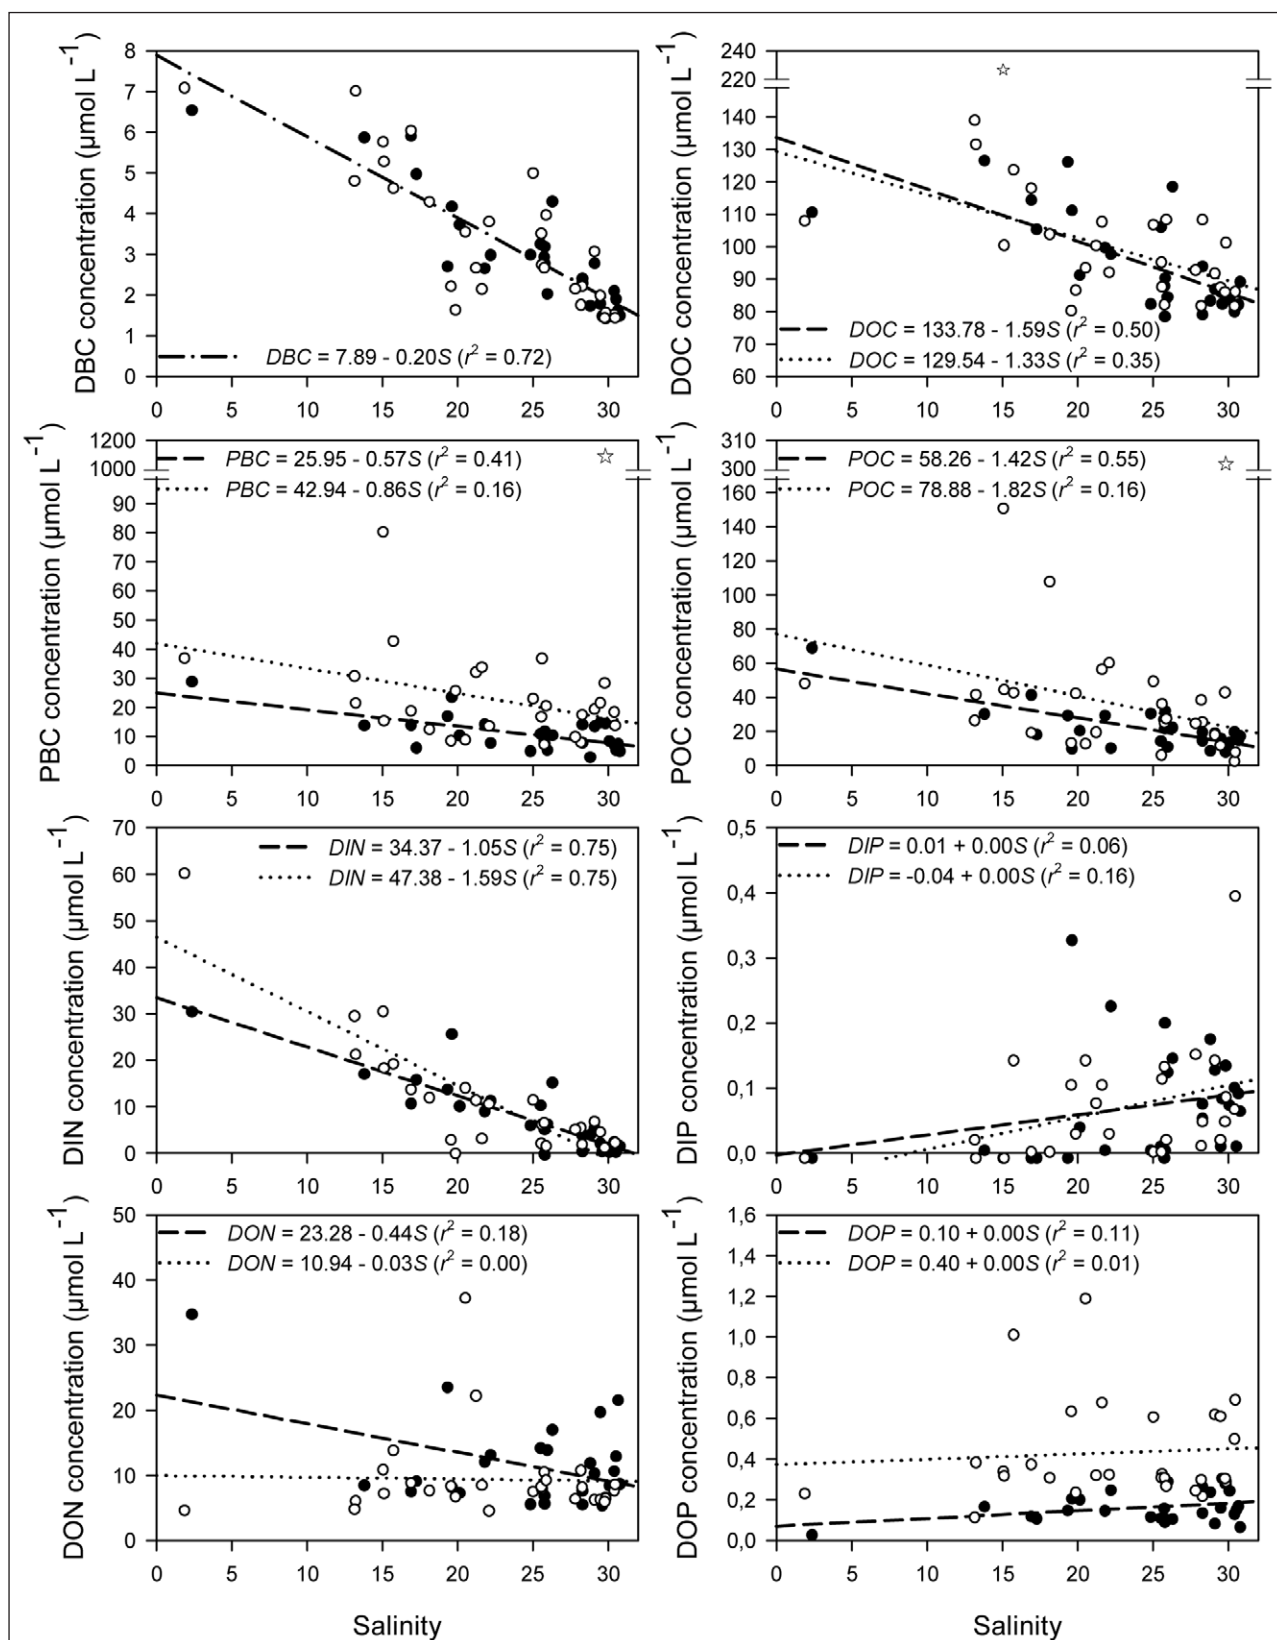 DBC concentration (µmol L⁻¹)
8
7
6
5
4
3
2
1
0
DBC = 7.89 - 0.20S (r² = 0.72)
0 5 10 15 20 25 30
DOC concentration (µmol L⁻¹)
240
220
140
130
120
110
100
90
80
70
60
DOC = 133.78 - 1.59S (r² = 0.50)
DOC = 129.54 - 1.33S (r² = 0.35)
0 5 10 15 20 25 30
PBC concentration (µmol L⁻¹)
1200
1000
90
80
70
60
50
40
30
20
10
0
PBC = 25.95 - 0.57S (r² = 0.41)
PBC = 42.94 - 0.86S (r² = 0.16)
0 5 10 15 20 25 30
POC concentration (µmol L⁻¹)
310
300
160
140
120
100
80
60
40
20
0
POC = 58.26 - 1.42S (r² = 0.55)
POC = 78.88 - 1.82S (r² = 0.16)
0 5 10 15 20 25 30
DIN concentration (µmol L⁻¹)
70
60
50
40
30
20
10
0
DIN = 34.37 - 1.05S (r² = 0.75)
DIN = 47.38 - 1.59S (r² = 0.75)
0 5 10 15 20 25 30
DIP concentration (µmol L⁻¹)
0,5
0,4
0,3
0,2
0,1
0,0
DIP = 0.01 + 0.00S (r² = 0.06)
DIP = -0.04 + 0.00S (r² = 0.16)
0 5 10 15 20 25 30
DON concentration (µmol L⁻¹)
50
40
30
20
10
0
DON = 23.28 - 0.44S (r² = 0.18)
DON = 10.94 - 0.03S (r² = 0.00)
0 5 10 15 20 25 30
Salinity
DOP concentration (µmol L⁻¹)
1,6
1,4
1,2
1,0
0,8
0,6
0,4
0,2
0,0
DOP = 0.10 + 0.00S (r² = 0.11)
DOP = 0.40 + 0.00S (r² = 0.01)
0 5 10 15 20 25 30
Salinity